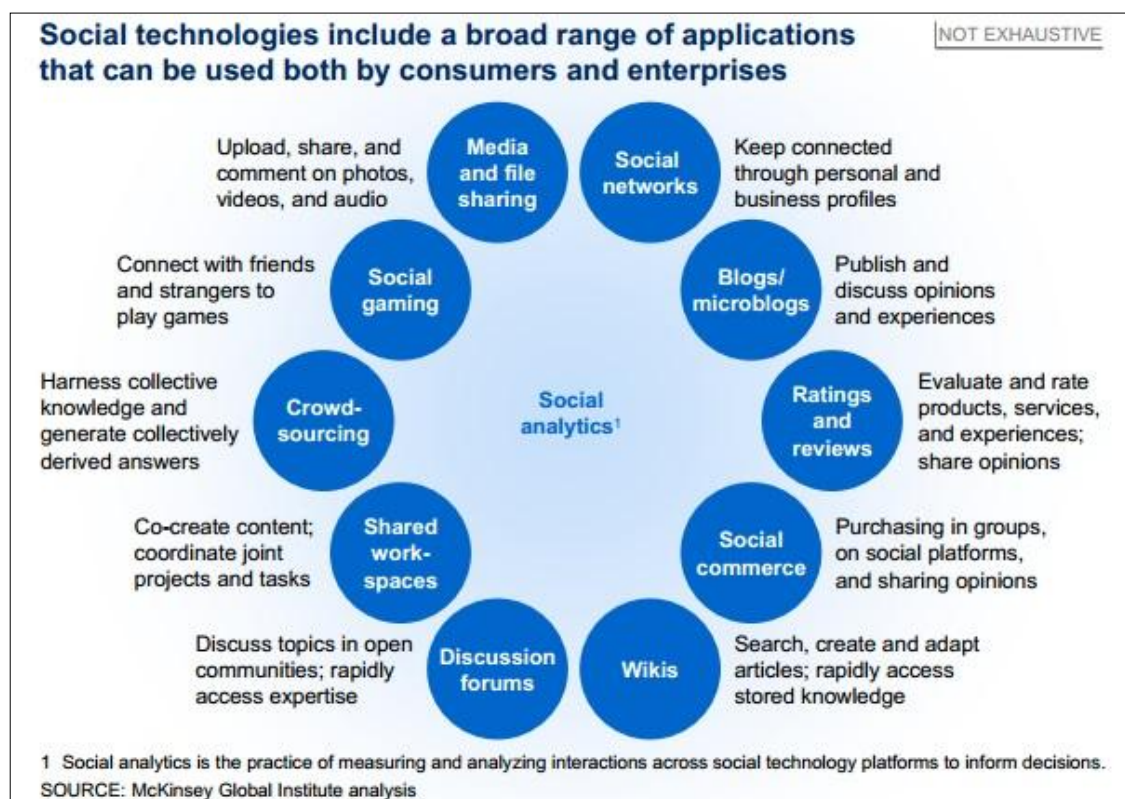 Social technologies include a broad range of applications
that can be used both by consumers and enterprises
NOT EXHAUSTIVE
Upload, share, and
comment on photos,
videos, and audio
Media
and file
sharing
Social
networks
Keep connected
through personal and
business profiles
Connect with friends
and strangers to
play games
Social
gaming
Blogs/
microblogs
Publish and
discuss opinions
and experiences
Harness collective
knowledge and
generate collectively
derived answers
Crowd-
sourcing
Social
analytics¹
Ratings
and
reviews
Evaluate and rate
products, services,
and experiences;
share opinions
Co-create content;
coordinate joint
projects and tasks
Shared
work-
spaces
Social
commerce
Purchasing in groups,
on social platforms,
and sharing opinions
Discuss topics in open
communities; rapidly
access expertise
Discussion
forums
Wikis
Search, create and adapt
articles; rapidly access
stored knowledge
1 Social analytics is the practice of measuring and analyzing interactions across social technology platforms to inform decisions.
SOURCE: McKinsey Global Institute analysis